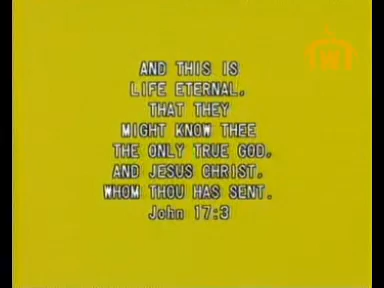 AND THIS IS
LIFE ETERNAL,
THAT THEY
MIGHT KNOW THEE
THE ONLY TRUE GOD,
AND JESUS CHRIST,
WHOM THOU HAS SENT.
John 17:3